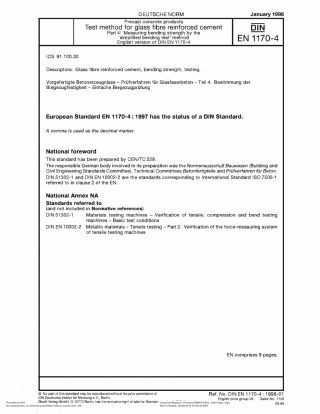 DEUTSCHE NORM
January 1998
Precast concrete products
Test method for glass fibre reinforced cement
Part 4: Measuring bending strength by the
"simplified bending test" method
English version of DIN EN 1170-4
DIN
EN 1170-4
ICS 91.100.30
Descriptors: Glass fibre reinforced cement, bending strength, testing.
Vorgefertigte Betonerzeugnisse – Prüfverfahren für Glasfaserbeton – Teil 4: Bestimmung der
Biegezugfestigkeit – Einfache Biegezugprüfung
European Standard EN 1170-4 : 1997 has the status of a DIN Standard.
A comma is used as the decimal marker.
National foreword
This standard has been prepared by CEN/TC 229.
The responsible German body involved in its preparation was the Normenausschuß Bauwesen (Building and
Civil Engineering Standards Committee), Technical Committees Betonfertigteile and Prüfverfahren für Beton.
DIN 51302-1 and DIN EN 10002-2 are the standards corresponding to International Standard ISO 7500-1
referred to in clause 2 of the EN.
National Annex NA
Standards referred to
(and not included in Normative references)
DIN 51302-1 Materials testing machines – Verification of tensile, compression and bend testing
machines – Basic test conditions
DIN EN 10002-2 Metallic materials – Tensile testing – Part 2: Verification of the force-measuring system
of tensile testing machines
EN comprises 8 pages.
© No part of this standard may be reproduced without the prior permission of
DIN Deutsches Institut für Normung e.V., Berlin.
Beuth Verlag GmbH, D-10772 Berlin, has the exclusive right of sale for German
Ref. No. DIN EN 1170-4 : 1998-01
English price group 08 Sales No. 1108